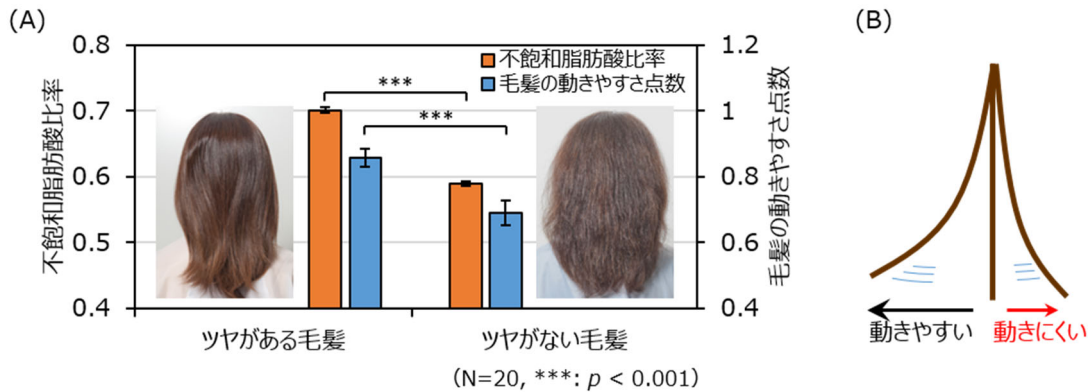 (A)
(B)
0.8
0.7
0.6
0.5
0.4
不飽和脂肪酸比率
不飽和脂肪酸比率
毛髪の動きやすさ点数
***
***
1.2
1
0.8
0.6
0.4
毛髪の動きやすさ点数
ツヤがある毛髪
ツヤがない毛髪
(N=20, ***: p < 0.001)
動きやすい
動きにくい